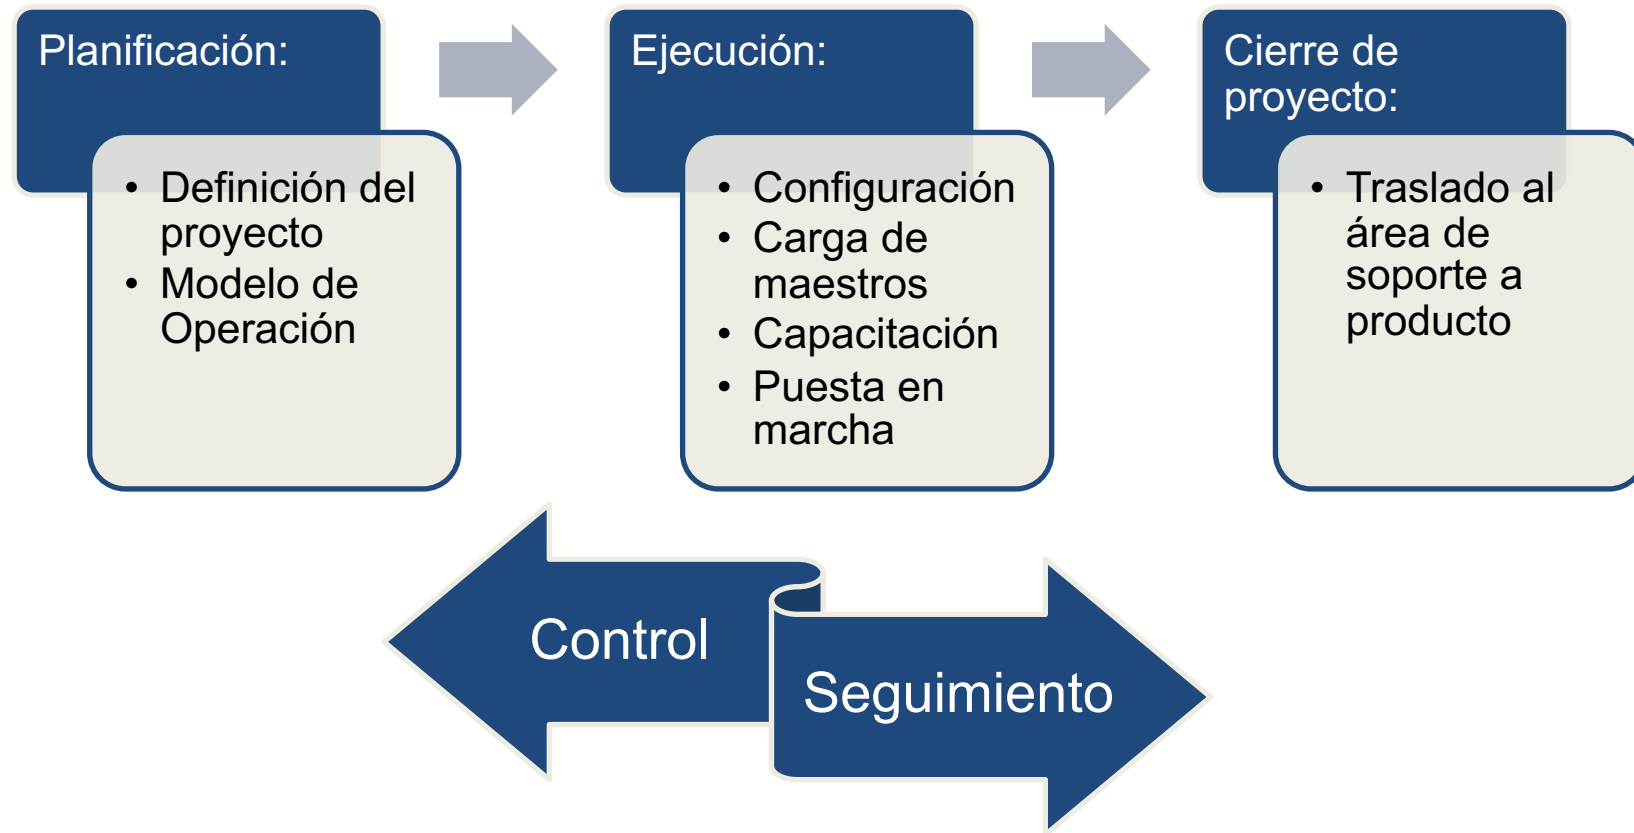 Planificación:
• Definición del
proyecto
• Modelo de
Operación
Ejecución:
• Configuración
• Carga de
maestros
• Capacitación
• Puesta en
marcha
Cierre de
proyecto:
• Traslado al
área de
soporte a
producto
Control
Seguimiento